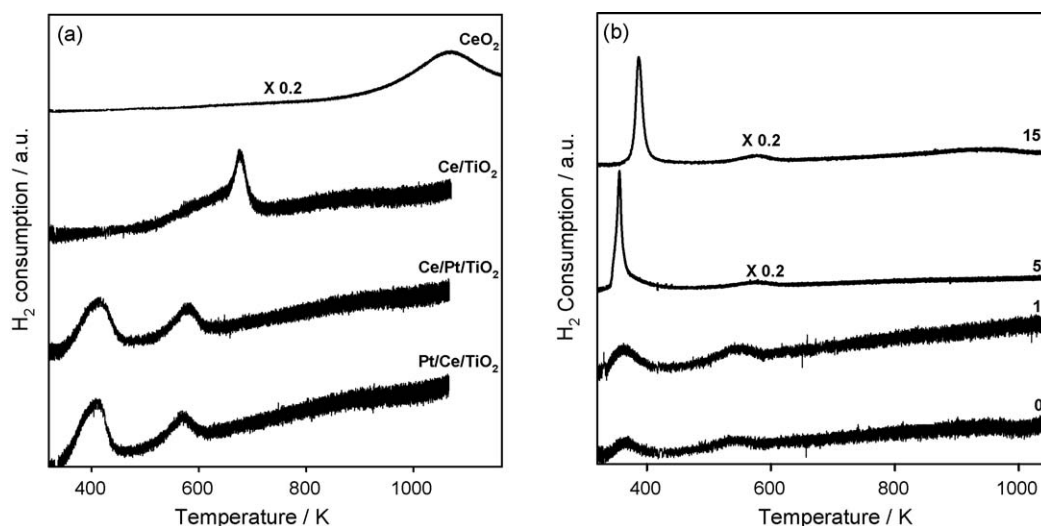 (a)
CeO₂
X 0.2
Ce/TiO₂
Ce/Pt/TiO₂
Pt/Ce/TiO₂
H₂ consumption / a.u.
400 600 800 1000
Temperature / K
(b)
15
X 0.2
5
X 0.2
1
0
H₂ Consumption / a.u.
400 600 800 1000
Temperature / K